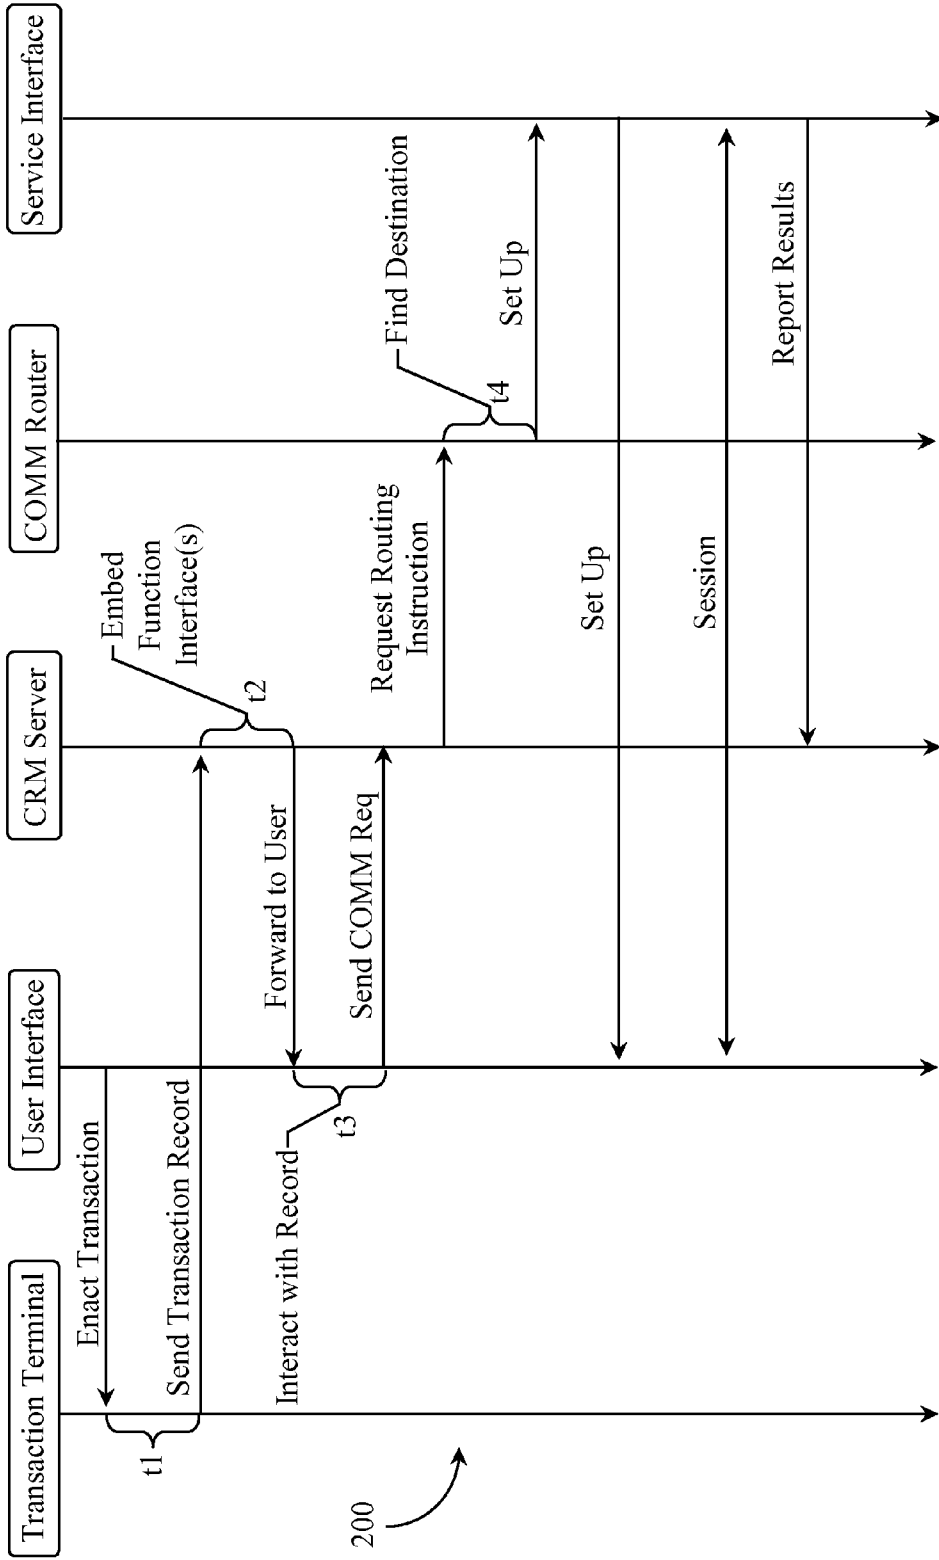 Transaction Terminal
User Interface
CRM Server
COMM Router
Service Interface
Enact Transaction
t1
Send Transaction Record
Embed
Function
Interface(s)
t2
Forward to User
Interact with Record
t3
Send COMM Req
Request Routing
Instruction
Find Destination
t4
Set Up
Set Up
Session
Report Results
200